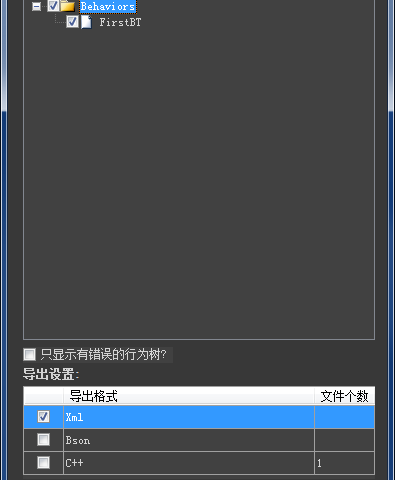 Behaviors
FirstBT
只显示有错误的行为树?
导出设置:
导出格式 文件个数
Xml
Bson
C++ 1